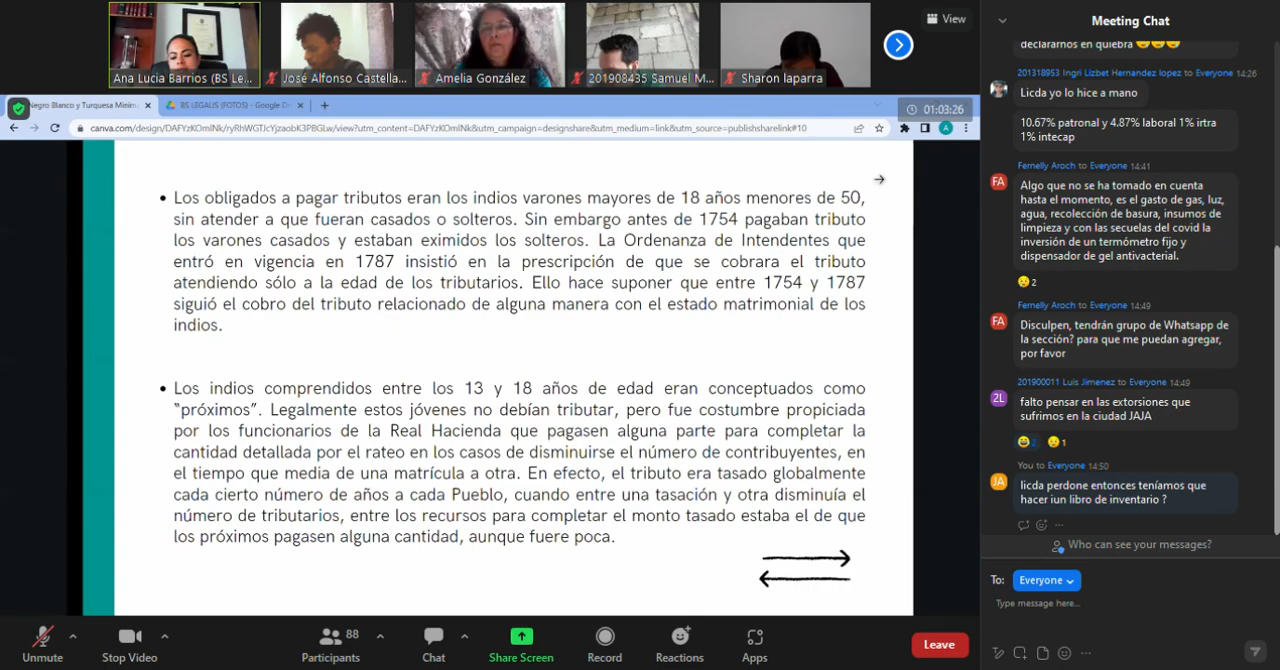 Ana Lucia Barrios (BS Le...
José Alfonso Castella...
Amelia González
201908435 Samuel M...
Sharon laparra
View
Negro Blanco y Turquesa Minim
BS LEGALIS (FOTOS) - Google D
01:03:26
canva.com/design/DAFYzKOmlNk/ryRhWGTJcYjzaobK3PBGLw/view?utm_content=DAFYzKOmlNk&utm_campaign=designshare&utm_medium=link&utm_source=publishsharelink#10
A
• Los obligados a pagar tributos eran los indios varones mayores de 18 años menores de 50,
sin atender a que fueran casados o solteros. Sin embargo antes de 1754 pagaban tributo
los varones casados y estaban eximidos los solteros. La Ordenanza de Intendentes que
entró en vigencia en 1787 insistió en la prescripción de que se cobrara el tributo
atendiendo sólo a la edad de los tributarios. Ello hace suponer que entre 1754 y 1787
siguió el cobro del tributo relacionado de alguna manera con el estado matrimonial de los
indios.
• Los indios comprendidos entre los 13 y 18 años de edad eran conceptuados como
“próximos”. Legalmente estos jóvenes no debían tributar, pero fue costumbre propiciada
por los funcionarios de la Real Hacienda que pagasen alguna parte para completar la
cantidad detallada por el rateo en los casos de disminuirse el número de contribuyentes, en
el tiempo que media de una matrícula a otra. En efecto, el tributo era tasado globalmente
cada cierto número de años a cada Pueblo, cuando entre una tasación y otra disminuía el
número de tributarios, entre los recursos para completar el monto tasado estaba el de que
los próximos pagasen alguna cantidad, aunque fuere poca.
Unmute
Stop Video
88
Participants
Chat
Share Screen
Record
Reactions
Apps
Leave
Meeting Chat
declararnos en quiebra
201318953 Ingri Lizbet Hernandez lopez to Everyone 14:26
Licda yo lo hice a mano
10.67% patronal y 4.87% laboral 1% irtra
1% intecap
Fernelly Aroch to Everyone 14:41
FA
Algo que no se ha tomado en cuenta
hasta el momento, es el gasto de gas, luz,
agua, recolección de basura, insumos de
limpieza y con las secuelas del covid la
inversión de un termómetro fijo y
dispensador de gel antibacterial.
2
Fernelly Aroch to Everyone 14:49
FA
Disculpen, tendrán grupo de Whatsapp de
la sección? para que me puedan agregar,
por favor
201900011 Luis Jimenez to Everyone 14:49
2L
falto pensar en las extorsiones que
sufrimos en la ciudad JAJA
1
You to Everyone 14:50
JA
licda perdone entonces teníamos que
hacer iun libro de inventario ?
Who can see your messages?
To: Everyone
Type message here...